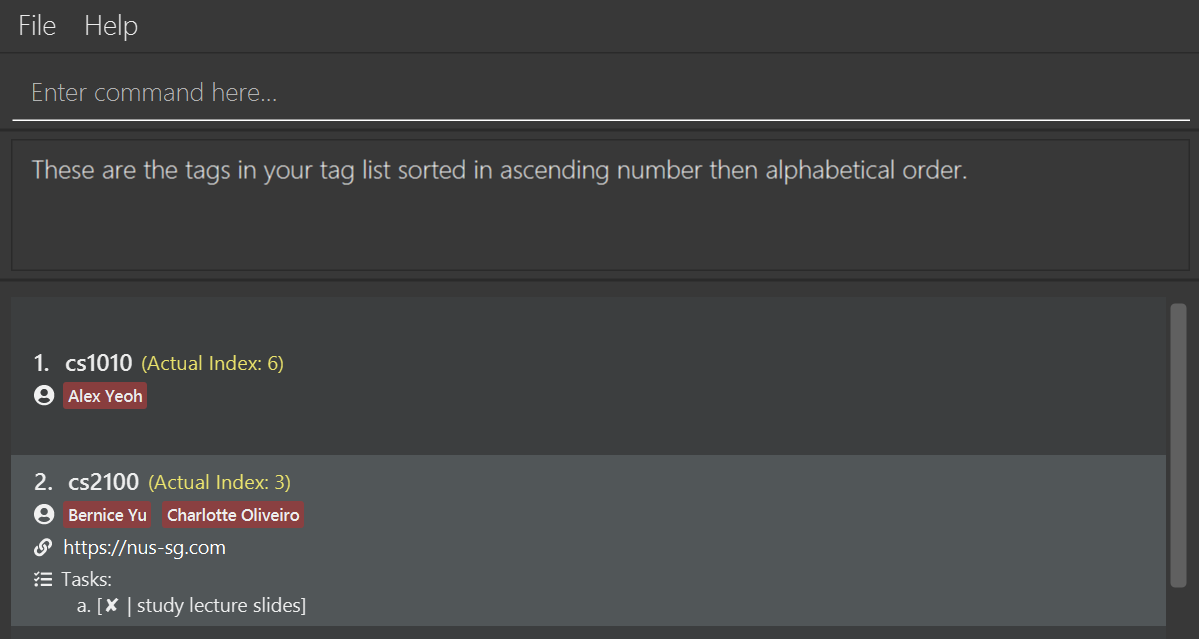 File Help
Enter command here...
These are the tags in your tag list sorted in ascending number then alphabetical order.
1. cs1010 (Actual Index: 6)
Alex Yeoh
2. cs2100 (Actual Index: 3)
Bernice Yu Charlotte Oliveiro
https://nus-sg.com
Tasks:
a. [✘ | study lecture slides]